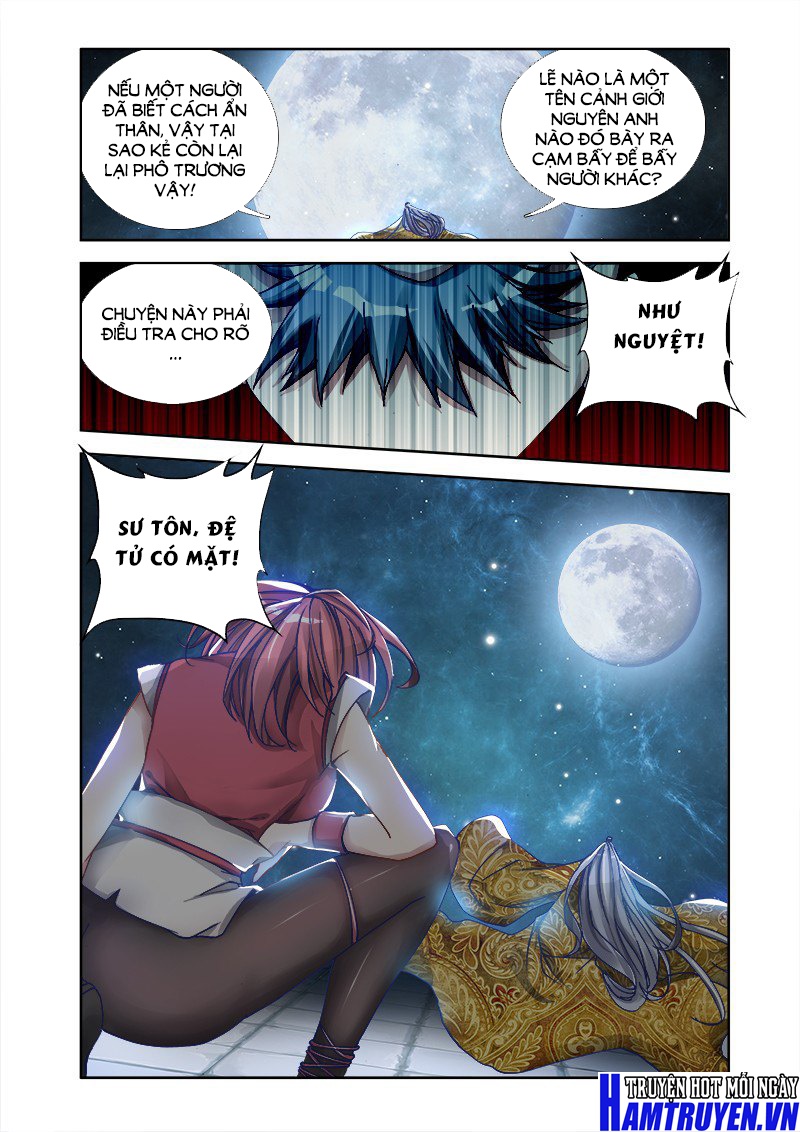 NẾU MỘT NGƯỜI
ĐÃ BIẾT CÁCH ẨN
THÂN, VẬY TẠI
SAO KẺ CÒN LẠI
LẠI PHÔ TRƯƠNG
VẬY!
LẼ NÀO LÀ MỘT
TÊN CẢNH GIỚI
NGUYÊN ANH
NÀO ĐÓ BÀY RA
CẠM BẪY ĐỂ BẪY
NGƯỜI KHÁC?
CHUYỆN NÀY PHẢI
ĐIỀU TRA CHO RÕ
...
NHƯ
NGUYỆT!
SƯ TÔN, ĐỆ
TỬ CÓ MẶT!
TRUYỆN HOT MỖI NGÀY
HAMTRUYEN.VN